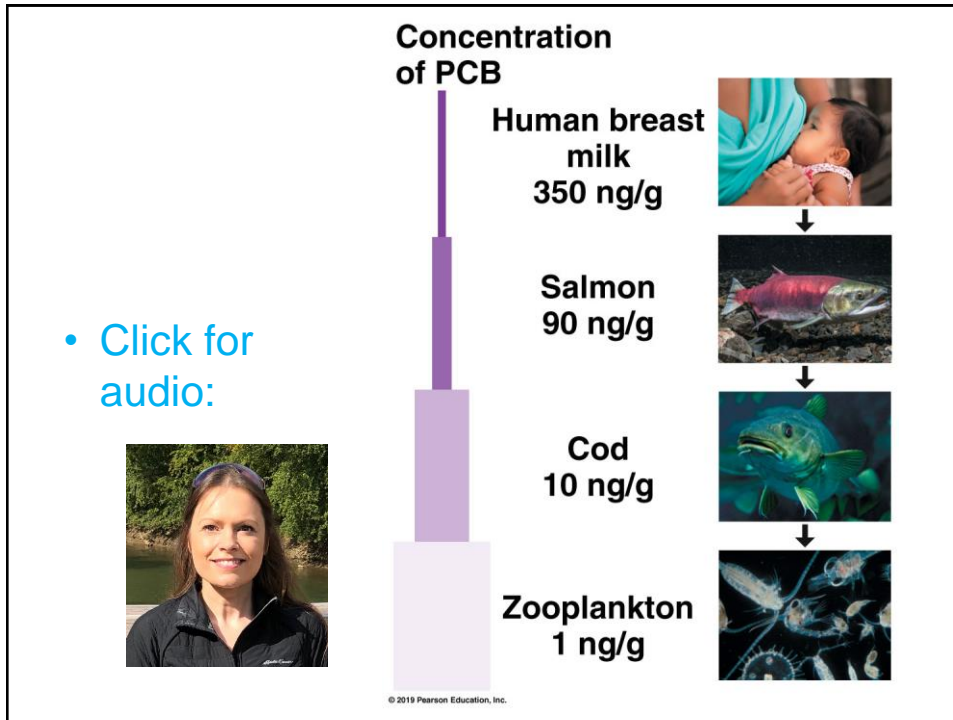 Concentration
of PCB
Human breast
milk
350 ng/g
Salmon
90 ng/g
• Click for
audio:
Cod
10 ng/g
Zooplankton
1 ng/g
© 2019 Pearson Education, Inc.